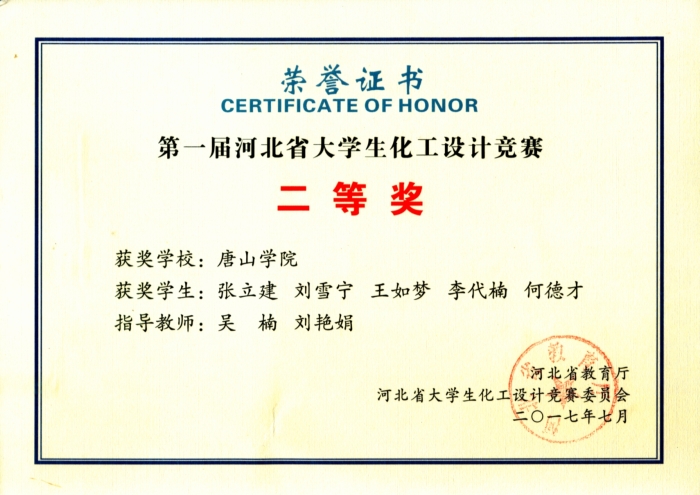 荣誉证书
CERTIFICATE OF HONOR
第一届河北省大学生化工设计竞赛
二等奖
获奖学校：唐山学院
获奖学生：张立建 刘雪宁 王如梦 李代楠 何德才
指导教师：吴 楠 刘艳娟
河北省教育厅
河北省大学生化工设计竞赛委员会
二〇一七年七月